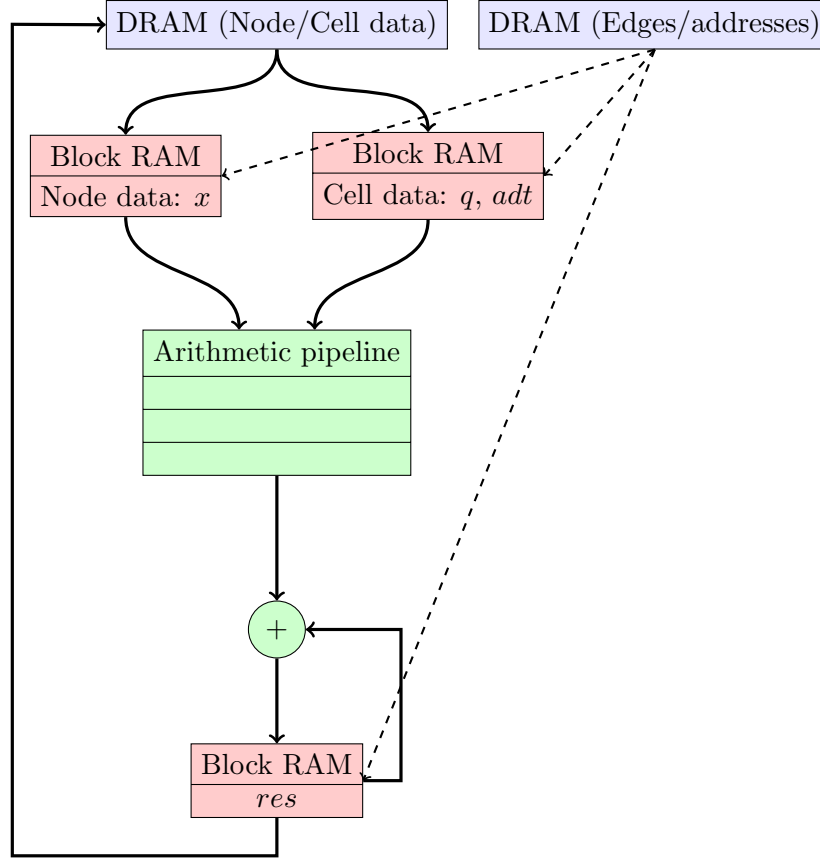 DRAM (Node/Cell data)
DRAM (Edges/addresses)
Block RAM
Node data: x
Block RAM
Cell data: q, adt
Arithmetic pipeline
+
Block RAM
res